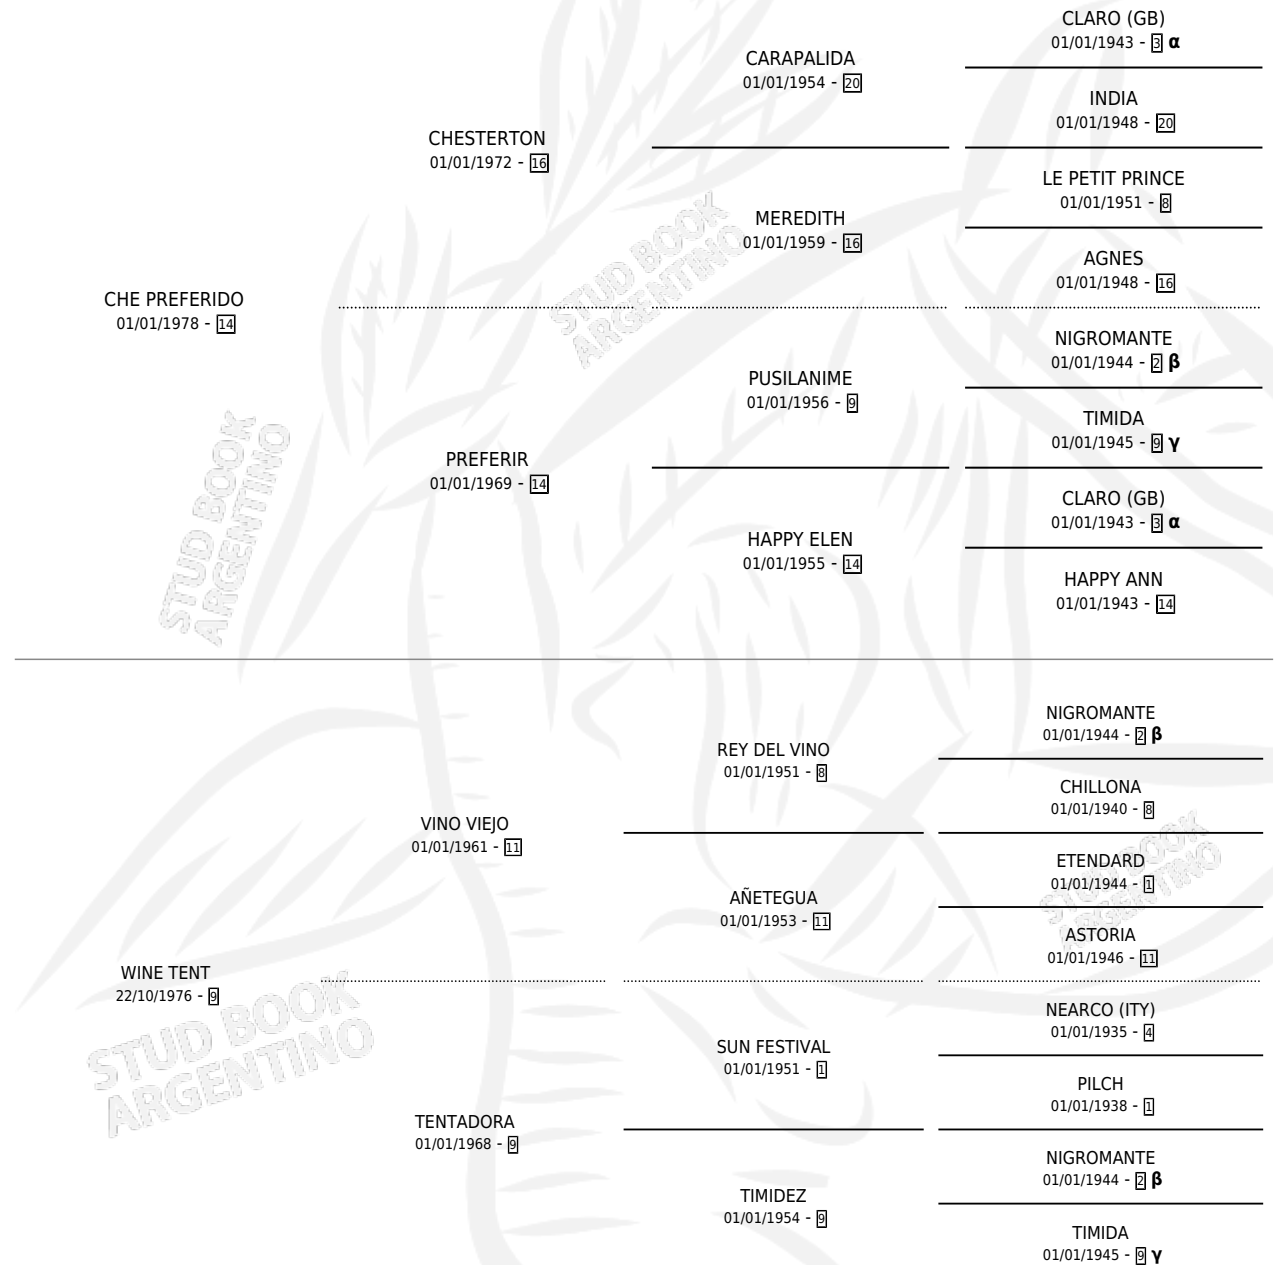 CLARO (GB)
01/01/1943 - 3 α
CARAPALIDA
01/01/1954 - 20
INDIA
01/01/1948 - 20
CHESTERTON
01/01/1972 - 16
LE PETIT PRINCE
01/01/1951 - 8
MEREDITH
01/01/1959 - 16
AGNES
01/01/1948 - 16
CHE PREFERIDO
01/01/1978 - 14
NIGROMANTE
01/01/1944 - 2 β
PUSILANIME
01/01/1956 - 9
TIMIDA
01/01/1945 - 9 γ
PREFERIR
01/01/1969 - 14
CLARO (GB)
01/01/1943 - 3 α
HAPPY ELEN
01/01/1955 - 14
HAPPY ANN
01/01/1943 - 14
NIGROMANTE
01/01/1944 - 2 β
REY DEL VINO
01/01/1951 - 8
CHILLONA
01/01/1940 - 8
VINO VIEJO
01/01/1961 - 11
ETENDARD
01/01/1944 - 1
AÑETEGUA
01/01/1953 - 11
ASTORIA
01/01/1946 - 11
WINE TENT
22/10/1976 - 9
NEARCO (ITY)
01/01/1935 - 4
SUN FESTIVAL
01/01/1951 - 1
PILCH
01/01/1938 - 1
TENTADORA
01/01/1968 - 9
NIGROMANTE
01/01/1944 - 2 β
TIMIDEZ
01/01/1954 - 9
TIMIDA
01/01/1945 - 9 γ
STUD BOOK
ARGENTINO
STUD BOOK
ARGENTINO
STUD BOOK
ARGENTINO
STUD BOOK
ARGENTINO